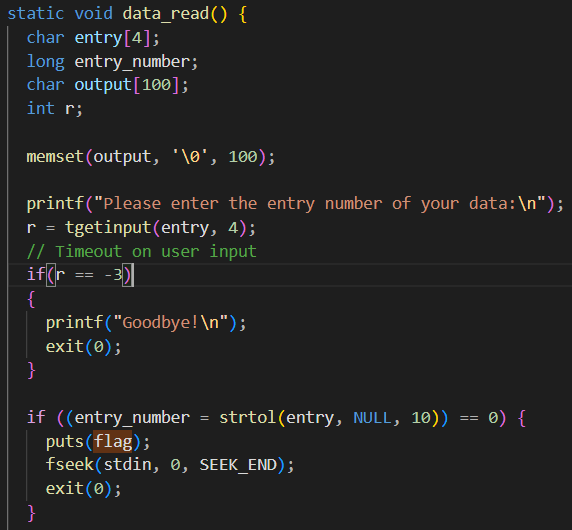 static void data_read() {
  char entry[4];
  long entry_number;
  char output[100];
  int r;

  memset(output, '\0', 100);

  printf("Please enter the entry number of your data:\n");
  r = tgetinput(entry, 4);
  // Timeout on user input
  if(r == -3)
  {
    printf("Goodbye!\n");
    exit(0);
  }

  if ((entry_number = strtol(entry, NULL, 10)) == 0) {
    puts(flag);
    fseek(stdin, 0, SEEK_END);
    exit(0);
  }